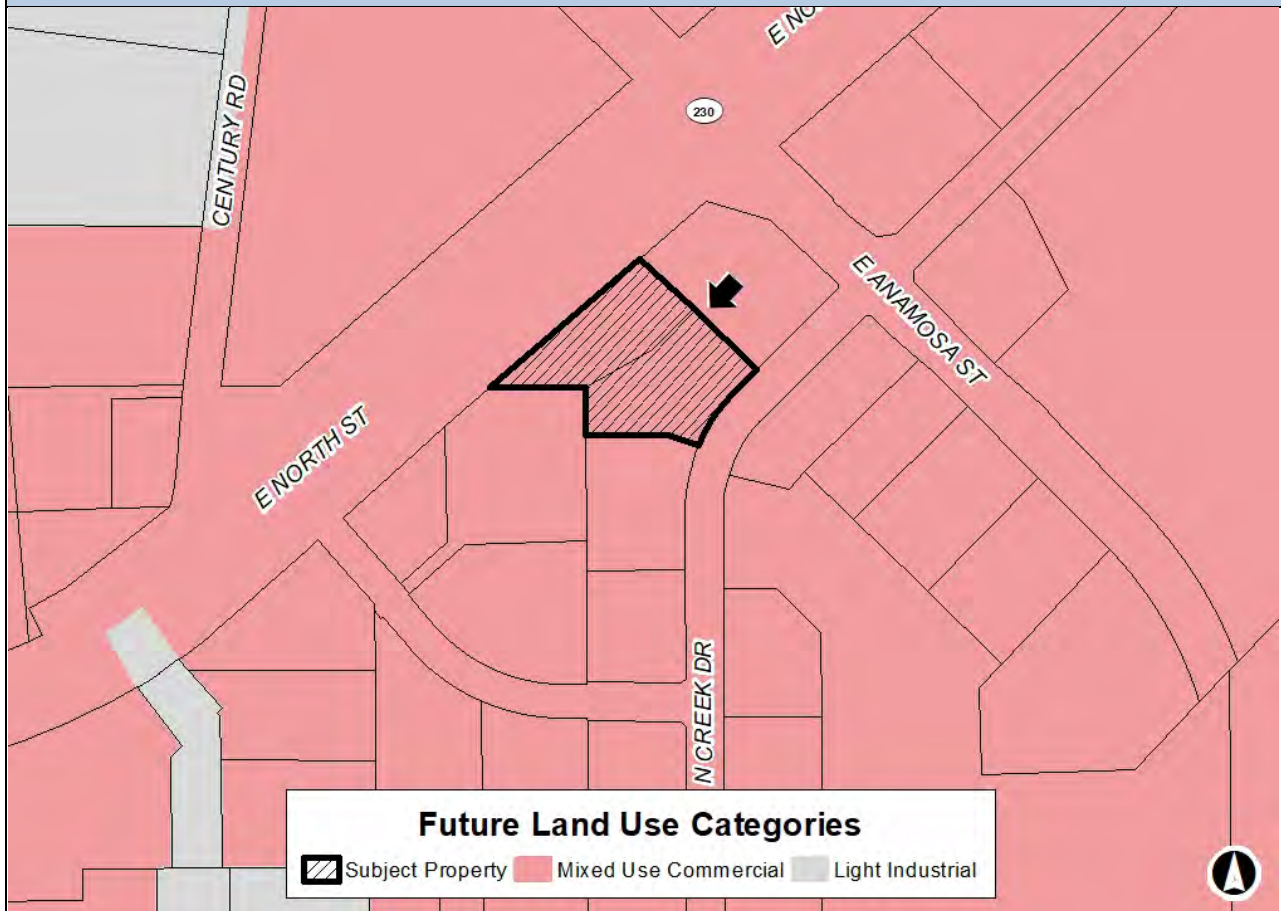 E NO
230
CENTURY RD
E ANAMOSA ST
E NORTH ST
N CREEK DR
Future Land Use Categories
Subject Property Mixed Use Commercial Light Industrial